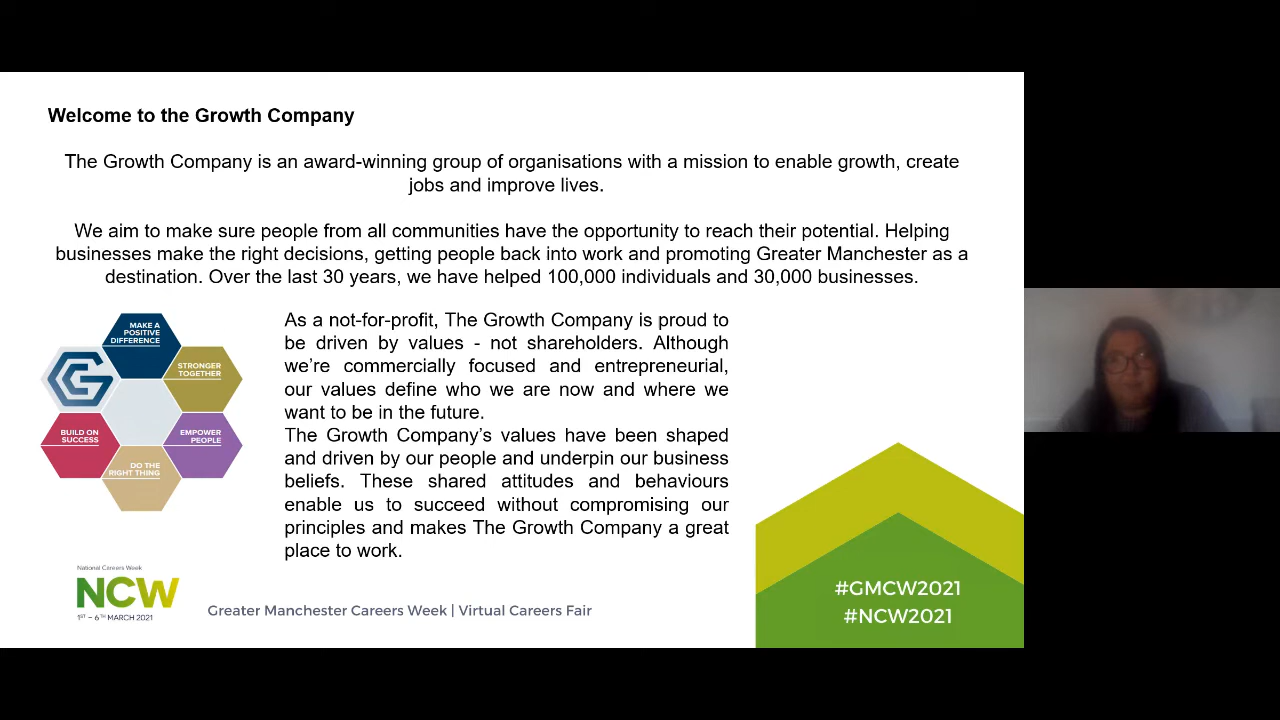 Welcome to the Growth Company
The Growth Company is an award-winning group of organisations with a mission to enable growth, create
jobs and improve lives.
We aim to make sure people from all communities have the opportunity to reach their potential. Helping
businesses make the right decisions, getting people back into work and promoting Greater Manchester as a
destination. Over the last 30 years, we have helped 100,000 individuals and 30,000 businesses.
MAKE A
POSITIVE
DIFFERENCE
STRONGER
TOGETHER
BUILD ON
SUCCESS
EMPOWER
PEOPLE
DO THE
RIGHT THING
As a not-for-profit, The Growth Company is proud to
be driven by values - not shareholders. Although
we’re commercially focused and entrepreneurial,
our values define who we are now and where we
want to be in the future.
The Growth Company’s values have been shaped
and driven by our people and underpin our business
beliefs. These shared attitudes and behaviours
enable us to succeed without compromising our
principles and makes The Growth Company a great
place to work.
National Careers Week
NCW
1ST – 6TH MARCH 2021
Greater Manchester Careers Week | Virtual Careers Fair
#GMCW2021
#NCW2021